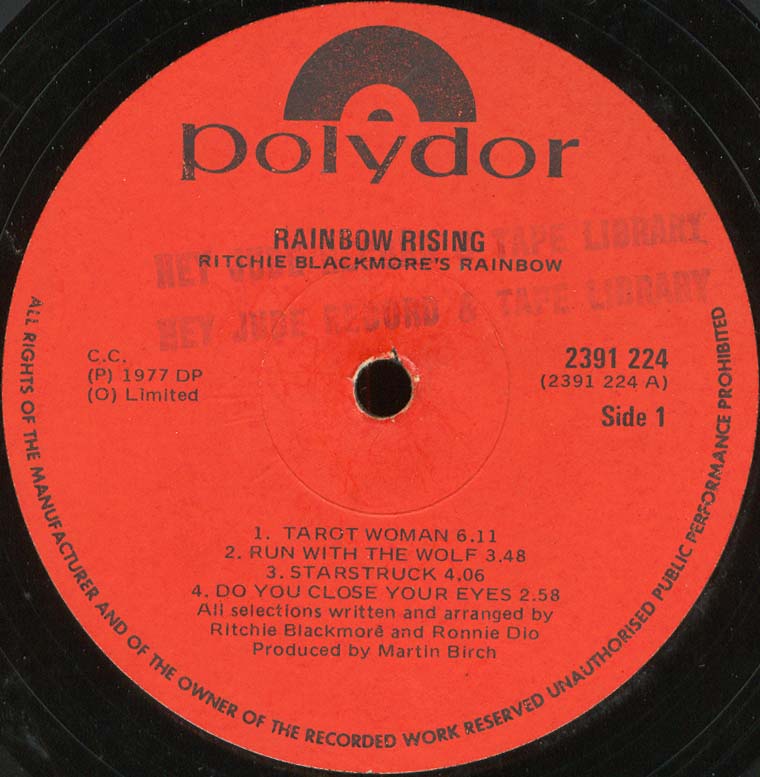 polydor
RAINBOW RISING
RITCHIE BLACKMORE'S RAINBOW
HEY JUDE TAPE LIBRARY
HEY JUDE RECORD & TAPE LIBRARY
C.C.
(P) 1977 DP
(O) Limited
2391 224
(2391 224 A)
Side 1
1. TAROT WOMAN 6.11
2. RUN WITH THE WOLF 3.48
3. STARSTRUCK 4.06
4. DO YOU CLOSE YOUR EYES 2.58
All selections written and arranged by
Ritchie Blackmore and Ronnie Dio
Produced by Martin Birch
ALL RIGHTS OF THE MANUFACTURER AND OF THE OWNER OF THE RECORDED WORK RESERVED UNAUTHORISED PUBLIC PERFORMANCE PROHIBITED